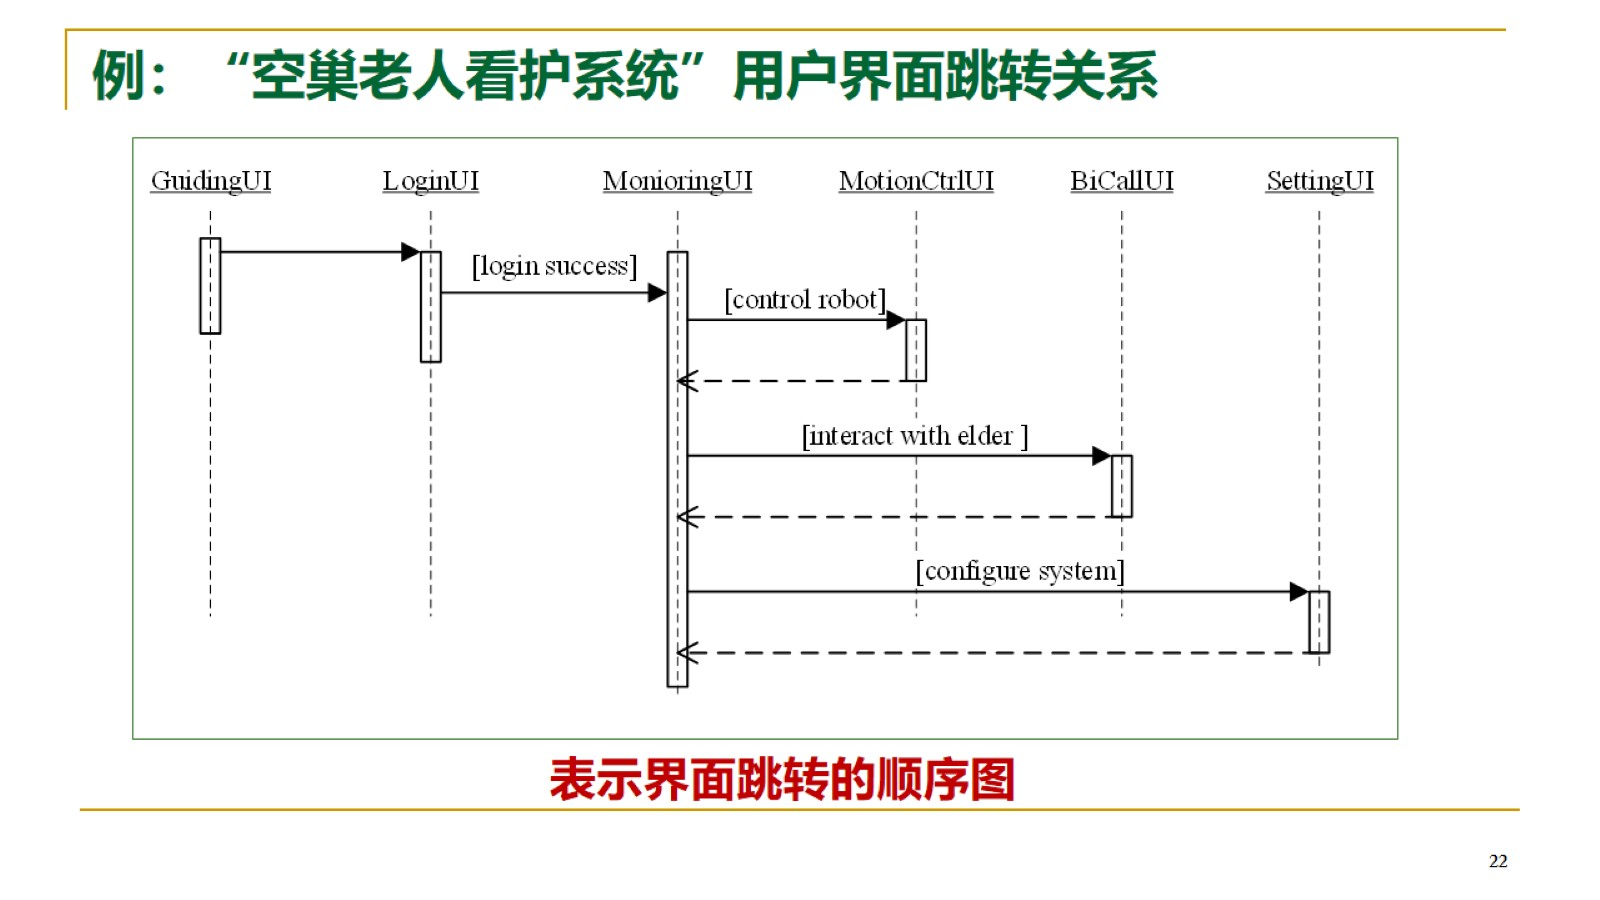 例：“空巢老人看护系统”用户界面跳转关系
GuidingUI LoginUI MonioringUI MotionCtrlUI BiCallUI SettingUI
[login success]
[control robot]
[interact with elder ]
[configure system]
表示界面跳转的顺序图
22